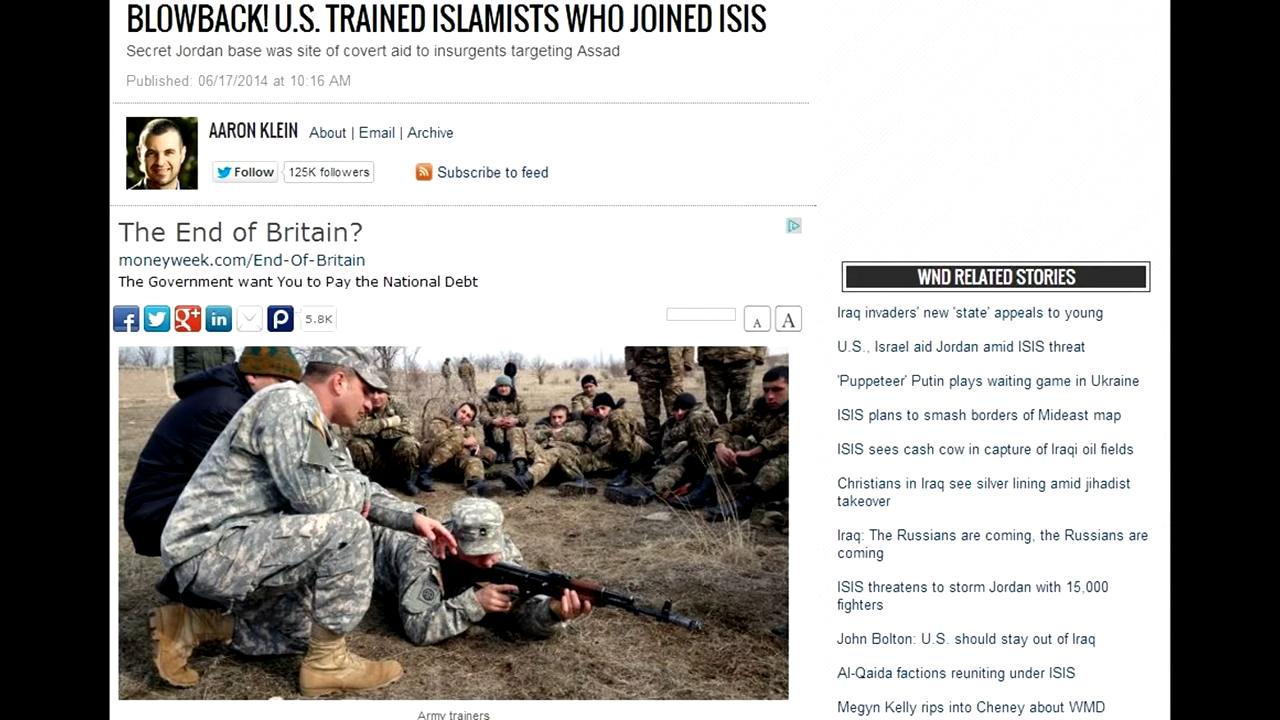 BLOWBACK! U.S. TRAINED ISLAMISTS WHO JOINED ISIS
Secret Jordan base was site of covert aid to insurgents targeting Assad
Published: 06/17/2014 at 10:16 AM
AARON KLEIN About | Email | Archive
Follow 125K followers Subscribe to feed
The End of Britain?
moneyweek.com/End-Of-Britain
The Government want You to Pay the National Debt
5.8K A A
Army trainers
WND RELATED STORIES
Iraq invaders' new 'state' appeals to young
U.S., Israel aid Jordan amid ISIS threat
'Puppeteer' Putin plays waiting game in Ukraine
ISIS plans to smash borders of Mideast map
ISIS sees cash cow in capture of Iraqi oil fields
Christians in Iraq see silver lining amid jihadist
takeover
Iraq: The Russians are coming, the Russians are
coming
ISIS threatens to storm Jordan with 15,000
fighters
John Bolton: U.S. should stay out of Iraq
Al-Qaida factions reuniting under ISIS
Megyn Kelly rips into Cheney about WMD